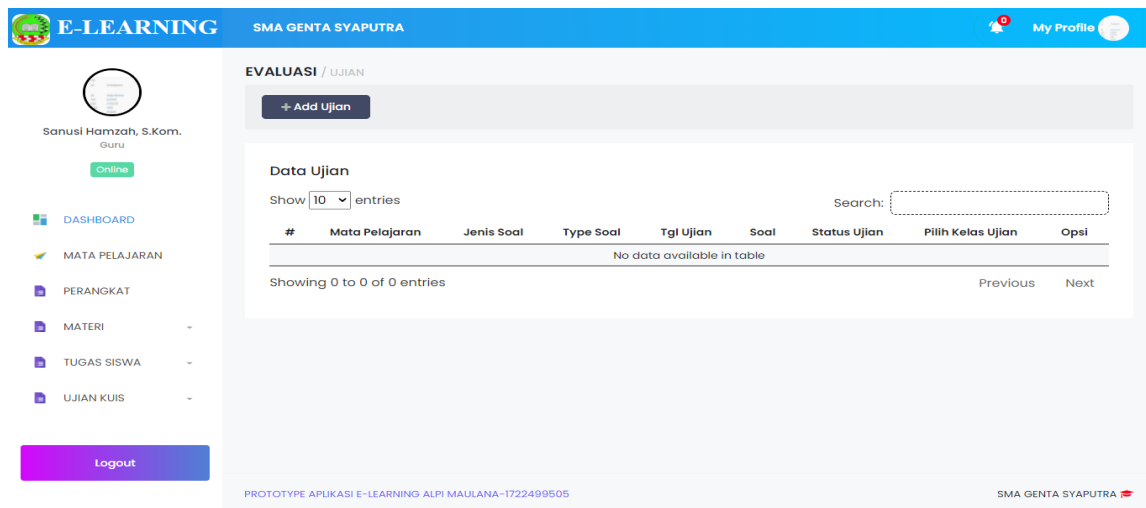 E-LEARNING
SMA GENTA SYAPUTRA
0
My Profile
Sanusi Hamzah, S.Kom.
Guru
Online
DASHBOARD
MATA PELAJARAN
PERANGKAT
MATERI
TUGAS SISWA
UJIAN KUIS
Logout
EVALUASI / UJIAN
+ Add Ujian
Data Ujian
Show 10 entries
Search:
# Mata Pelajaran Jenis Soal Type Soal Tgl Ujian Soal Status Ujian Pilih Kelas Ujian Opsi
No data available in table
Showing 0 to 0 of 0 entries
Previous Next
PROTOTYPE APLIKASI E-LEARNING ALPI MAULANA-1722499505
SMA GENTA SYAPUTRA